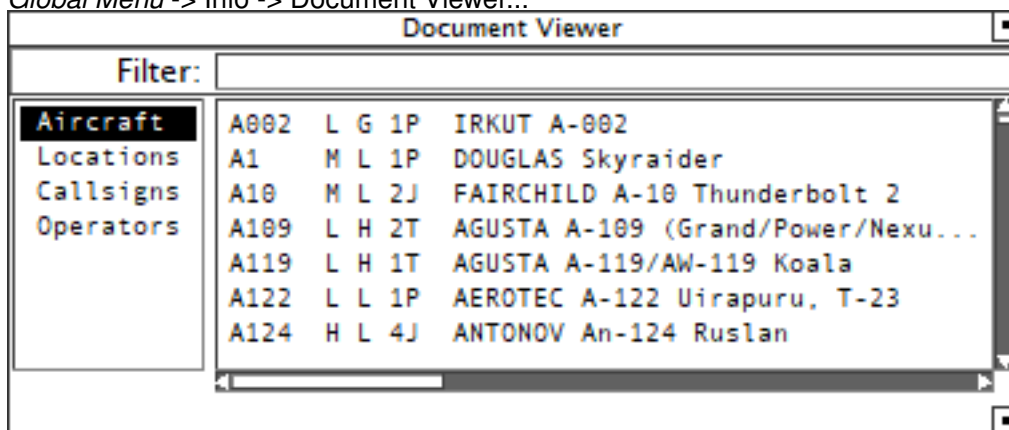 Global Menu -> Info -> Document Viewer...
Document Viewer
Filter:
Aircraft
Locations
Callsigns
Operators
A002 L G 1P IRKUT A-002
A1 M L 1P DOUGLAS Skyraider
A10 M L 2J FAIRCHILD A-10 Thunderbolt 2
A109 L H 2T AGUSTA A-109 (Grand/Power/Nexu...
A119 L H 1T AGUSTA A-119/AW-119 Koala
A122 L L 1P AEROTEC A-122 Uirapuru, T-23
A124 H L 4J ANTONOV An-124 Ruslan